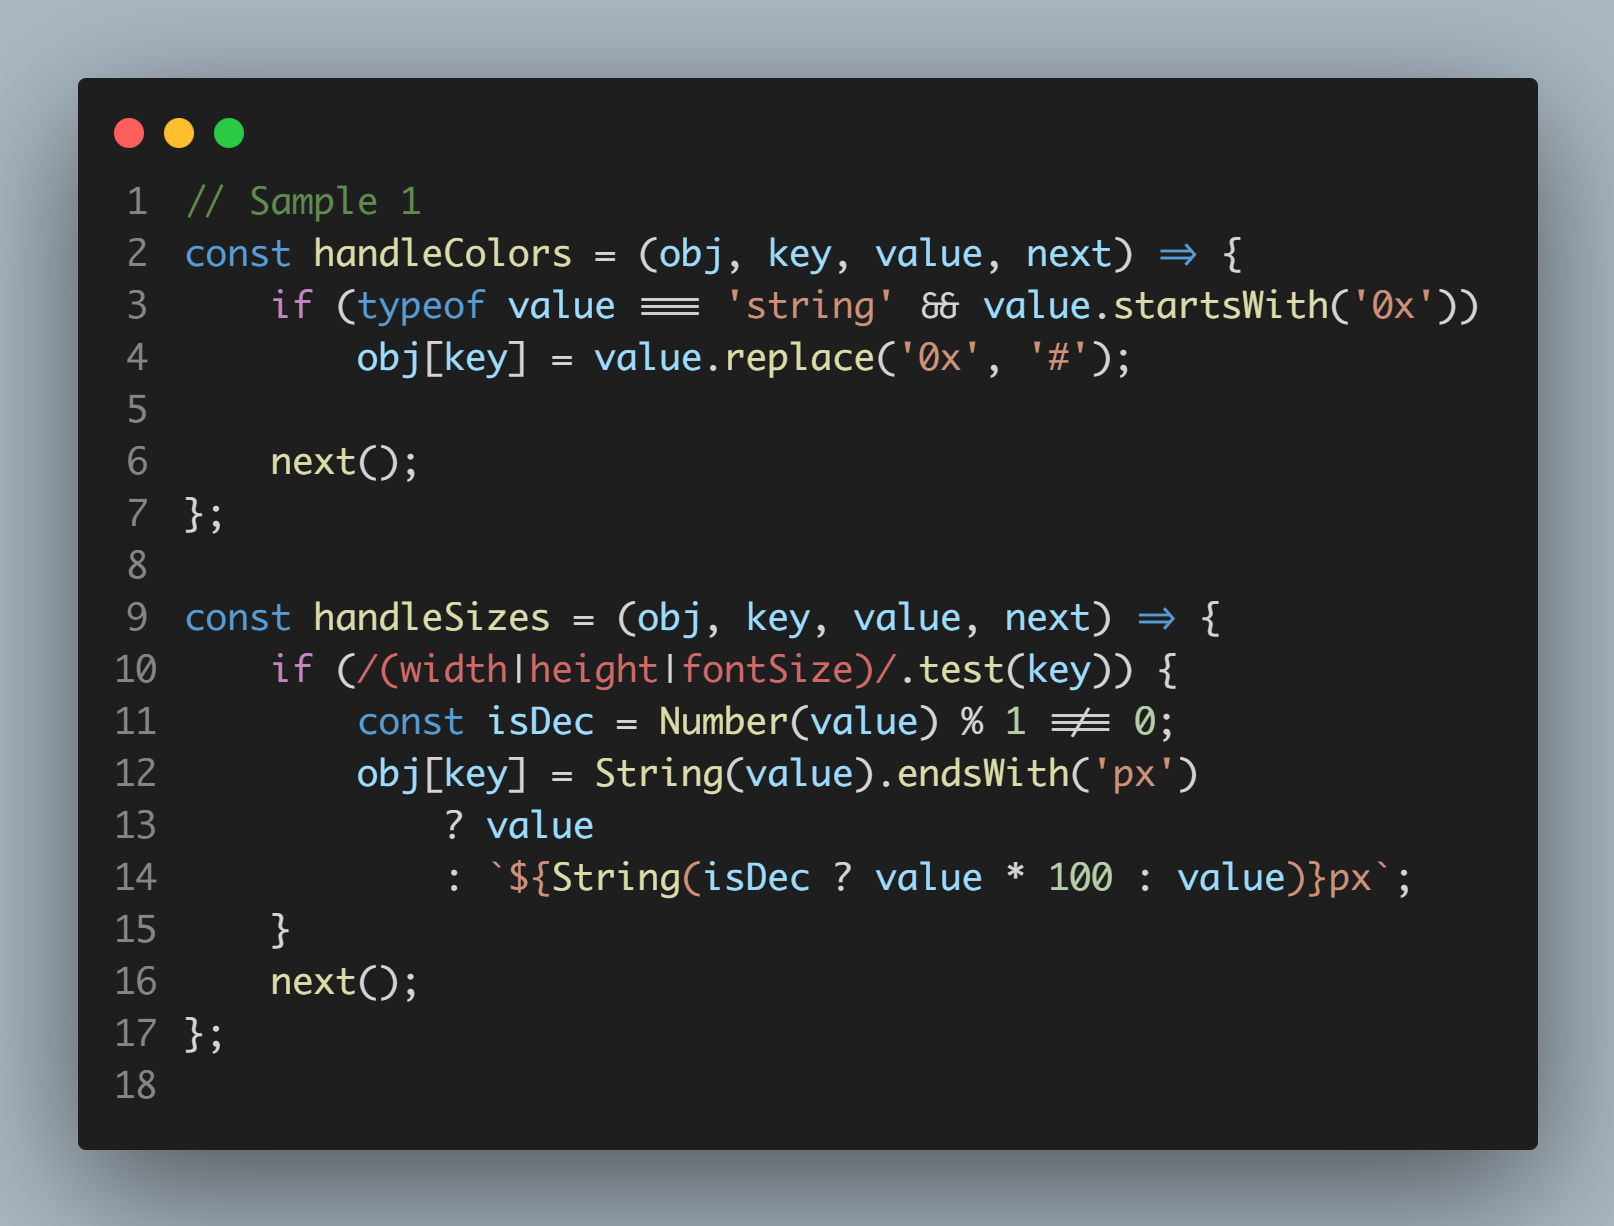 1 // Sample 1
2 const handleColors = (obj, key, value, next) => {
3     if (typeof value === 'string' && value.startsWith('0x'))
4         obj[key] = value.replace('0x', '#');
5
6     next();
7 };
8
9 const handleSizes = (obj, key, value, next) => {
10     if (/(width|height|fontSize)/.test(key)) {
11         const isDec = Number(value) % 1 !== 0;
12         obj[key] = String(value).endsWith('px')
13             ? value
14             : `${String(isDec ? value * 100 : value)}px`;
15     }
16     next();
17 };
18